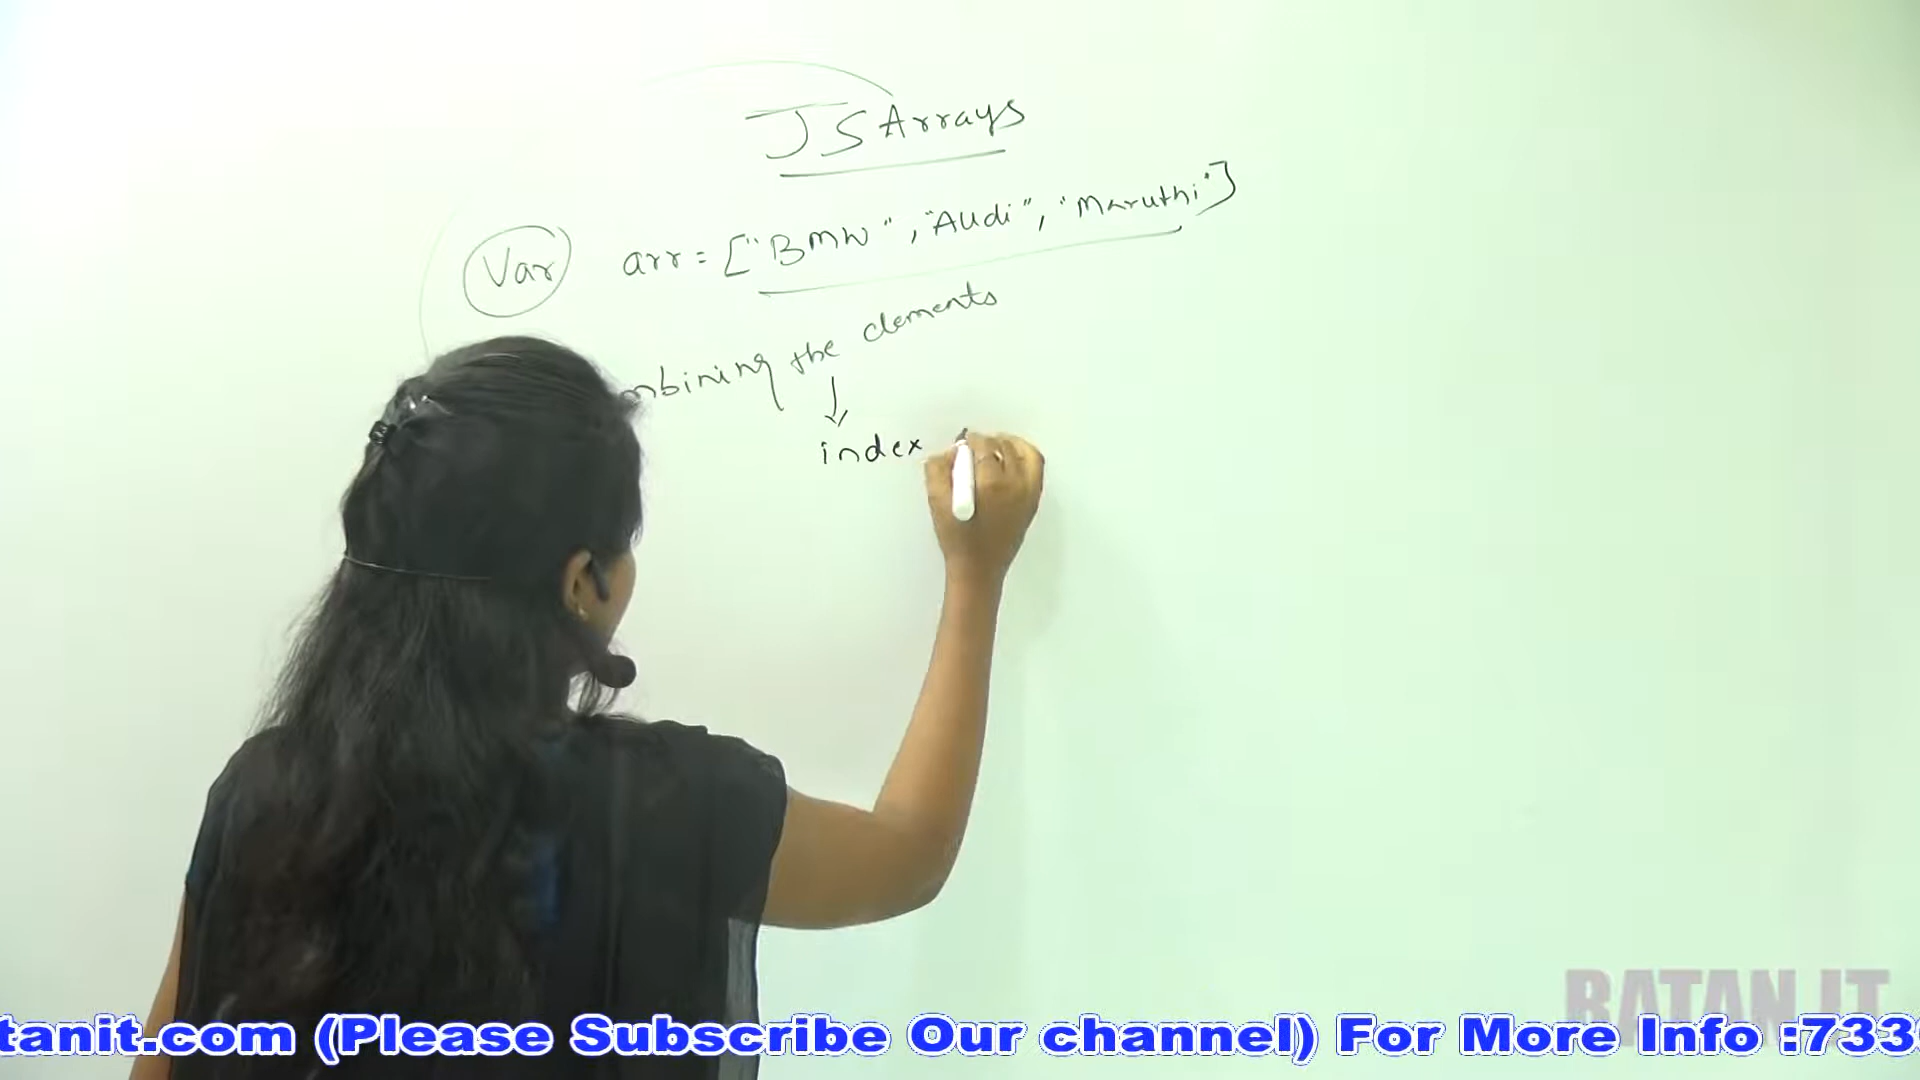 JS Arrays
Var arr = ["BMW", "Audi", "Maruthi"]
mbining the elements
index
RATAN IT
tanit.com (Please Subscribe Our channel) For More Info :733